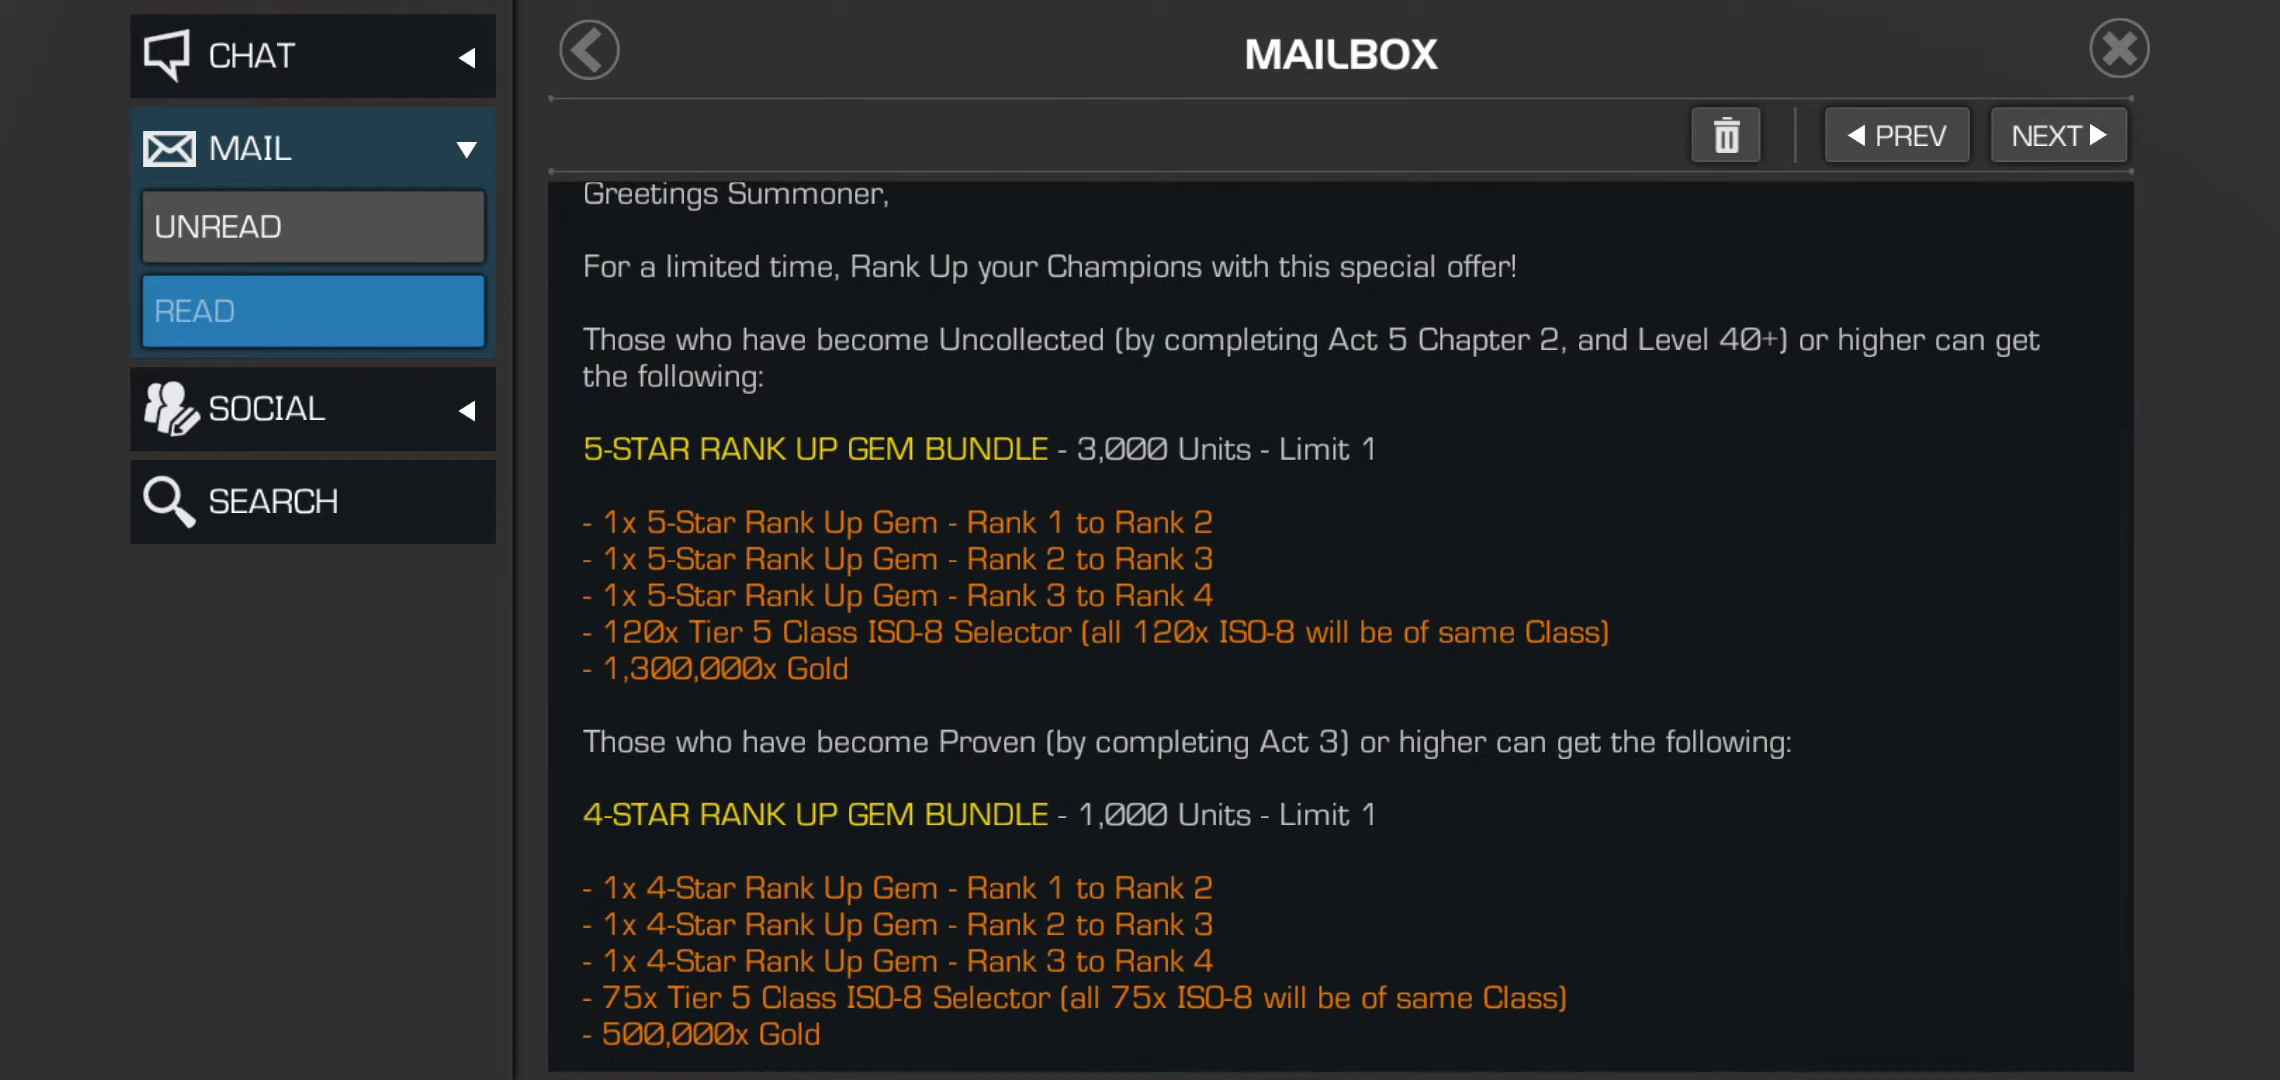 CHAT
MAIL
UNREAD
READ
SOCIAL
SEARCH
MAILBOX
PREV
NEXT
Greetings Summoner,
For a limited time, Rank Up your Champions with this special offer!
Those who have become Uncollected (by completing Act 5 Chapter 2, and Level 40+) or higher can get
the following:
5-STAR RANK UP GEM BUNDLE - 3,000 Units - Limit 1
- 1x 5-Star Rank Up Gem - Rank 1 to Rank 2
- 1x 5-Star Rank Up Gem - Rank 2 to Rank 3
- 1x 5-Star Rank Up Gem - Rank 3 to Rank 4
- 120x Tier 5 Class ISO-8 Selector (all 120x ISO-8 will be of same Class)
- 1,300,000x Gold
Those who have become Proven (by completing Act 3) or higher can get the following:
4-STAR RANK UP GEM BUNDLE - 1,000 Units - Limit 1
- 1x 4-Star Rank Up Gem - Rank 1 to Rank 2
- 1x 4-Star Rank Up Gem - Rank 2 to Rank 3
- 1x 4-Star Rank Up Gem - Rank 3 to Rank 4
- 75x Tier 5 Class ISO-8 Selector (all 75x ISO-8 will be of same Class)
- 500,000x Gold